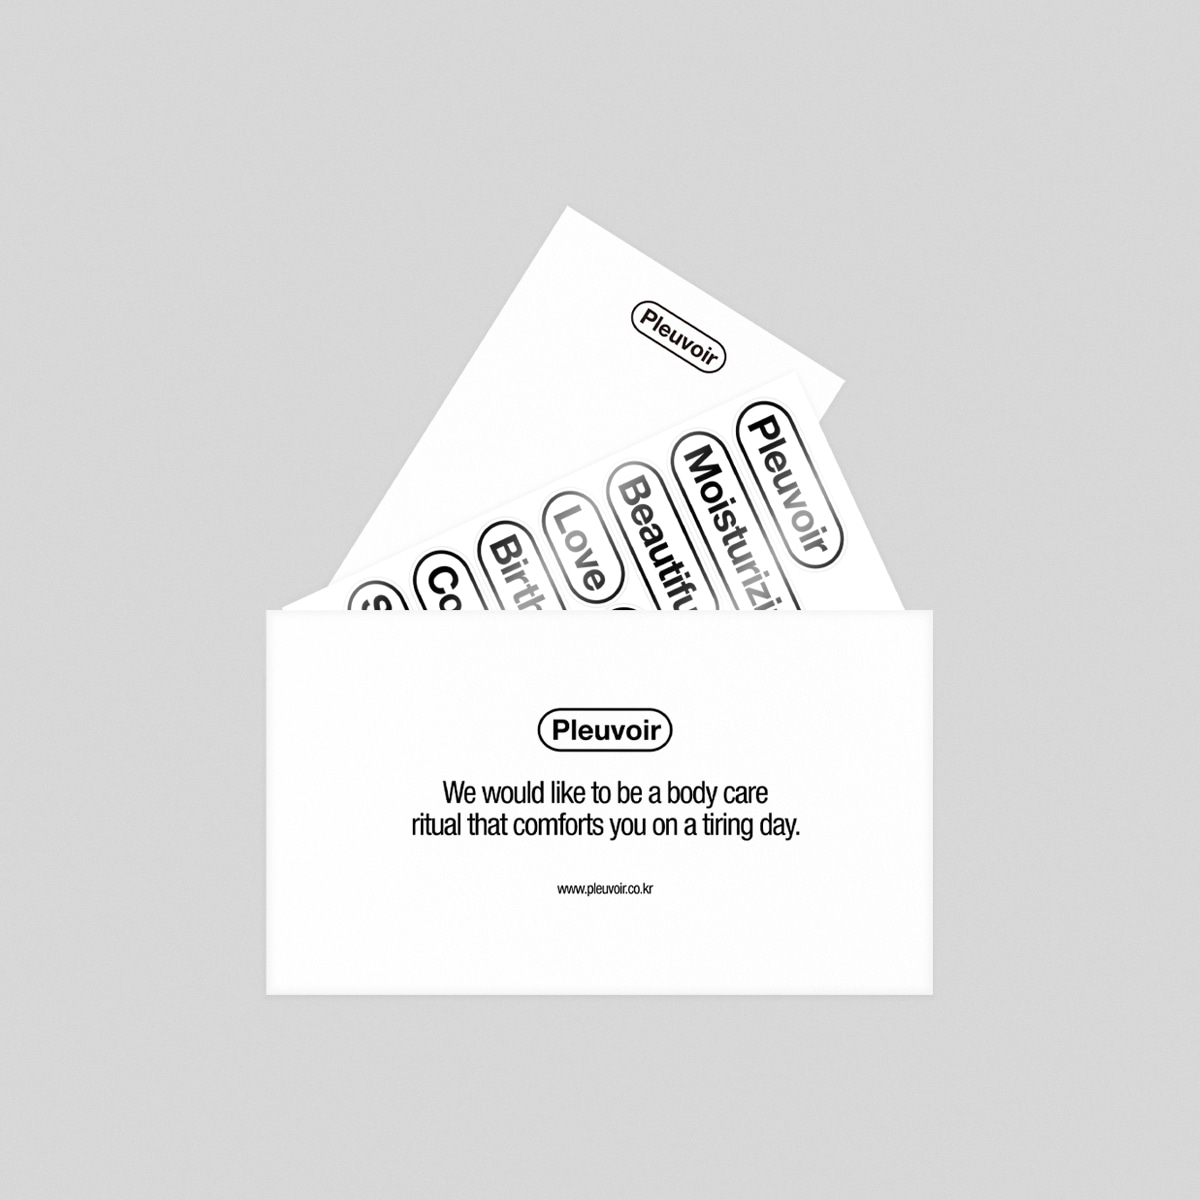 Pleuvoir
Pleuvoir
Love
Pleuvoir
We would like to be a body care
ritual that comforts you on a tiring day.
www.pleuvoir.co.kr